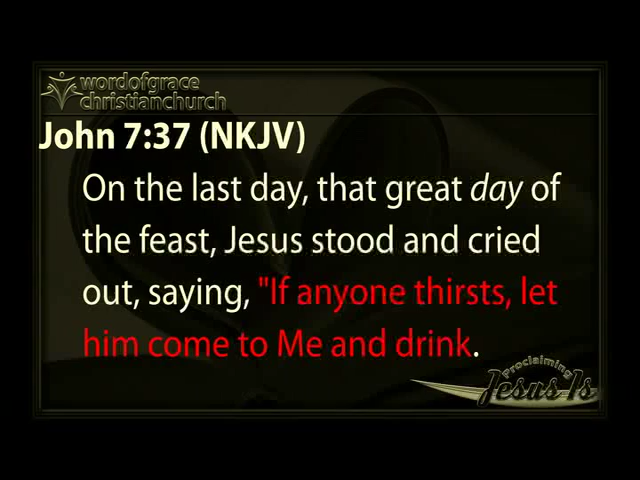 wordofgrace
christianchurch
John 7:37 (NKJV)
On the last day, that great day of
the feast, Jesus stood and cried
out, saying, "If anyone thirsts, let
him come to Me and drink.
Proclaiming
Jesus Is